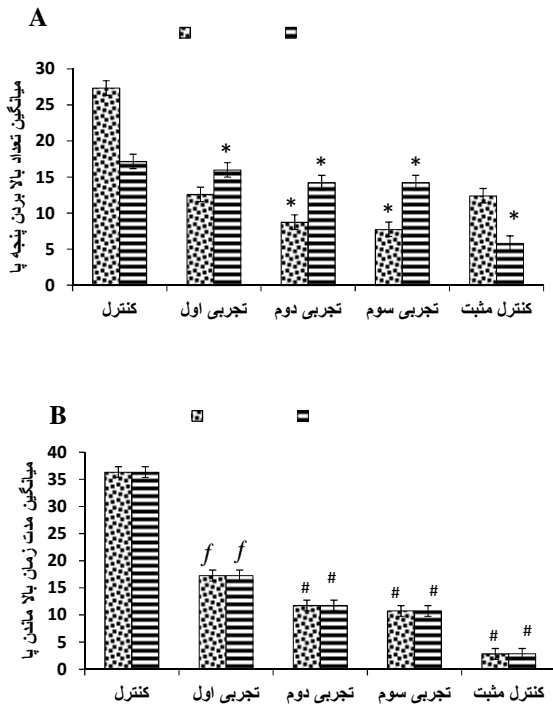 A
میانگین تعداد بالا بردن پنجه پا
30
25
20
15
10
5
0
* * * * * *
کنترل تجربی اول تجربی دوم تجربی سوم کنترل مثبت
B
میانگین مدت زمان بالا ماندن پا
40
35
30
25
20
15
10
5
0
f f # # # # # #
کنترل تجربی اول تجربی دوم تجربی سوم کنترل مثبت